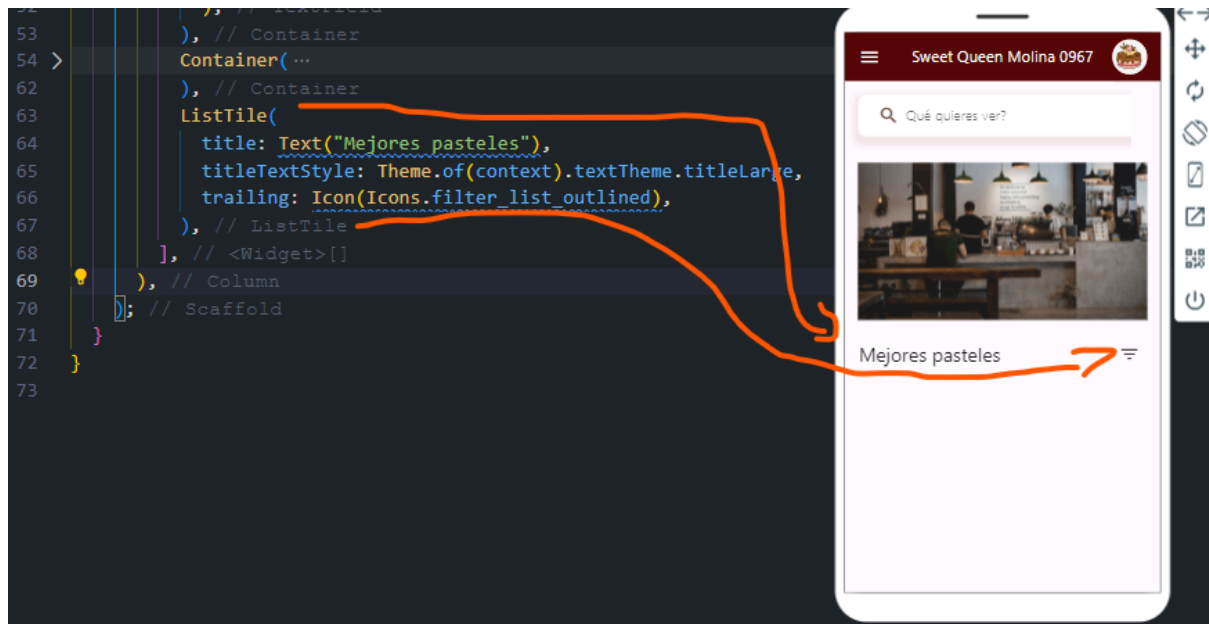 53 ), // Container
54 Container( ...
62 ), // Container
63 ListTile(
64 title: Text("Mejores pasteles"),
65 titleTextStyle: Theme.of(context).textTheme.titleLarge,
66 trailing: Icon(Icons.filter_list_outlined),
67 ), // ListTile
68 ], // <Widget>[]
69 ), // Column
70 ); // Scaffold
71 }
72 }
73
Sweet Queen Molina 0967
Qué quieres ver?
Mejores pasteles